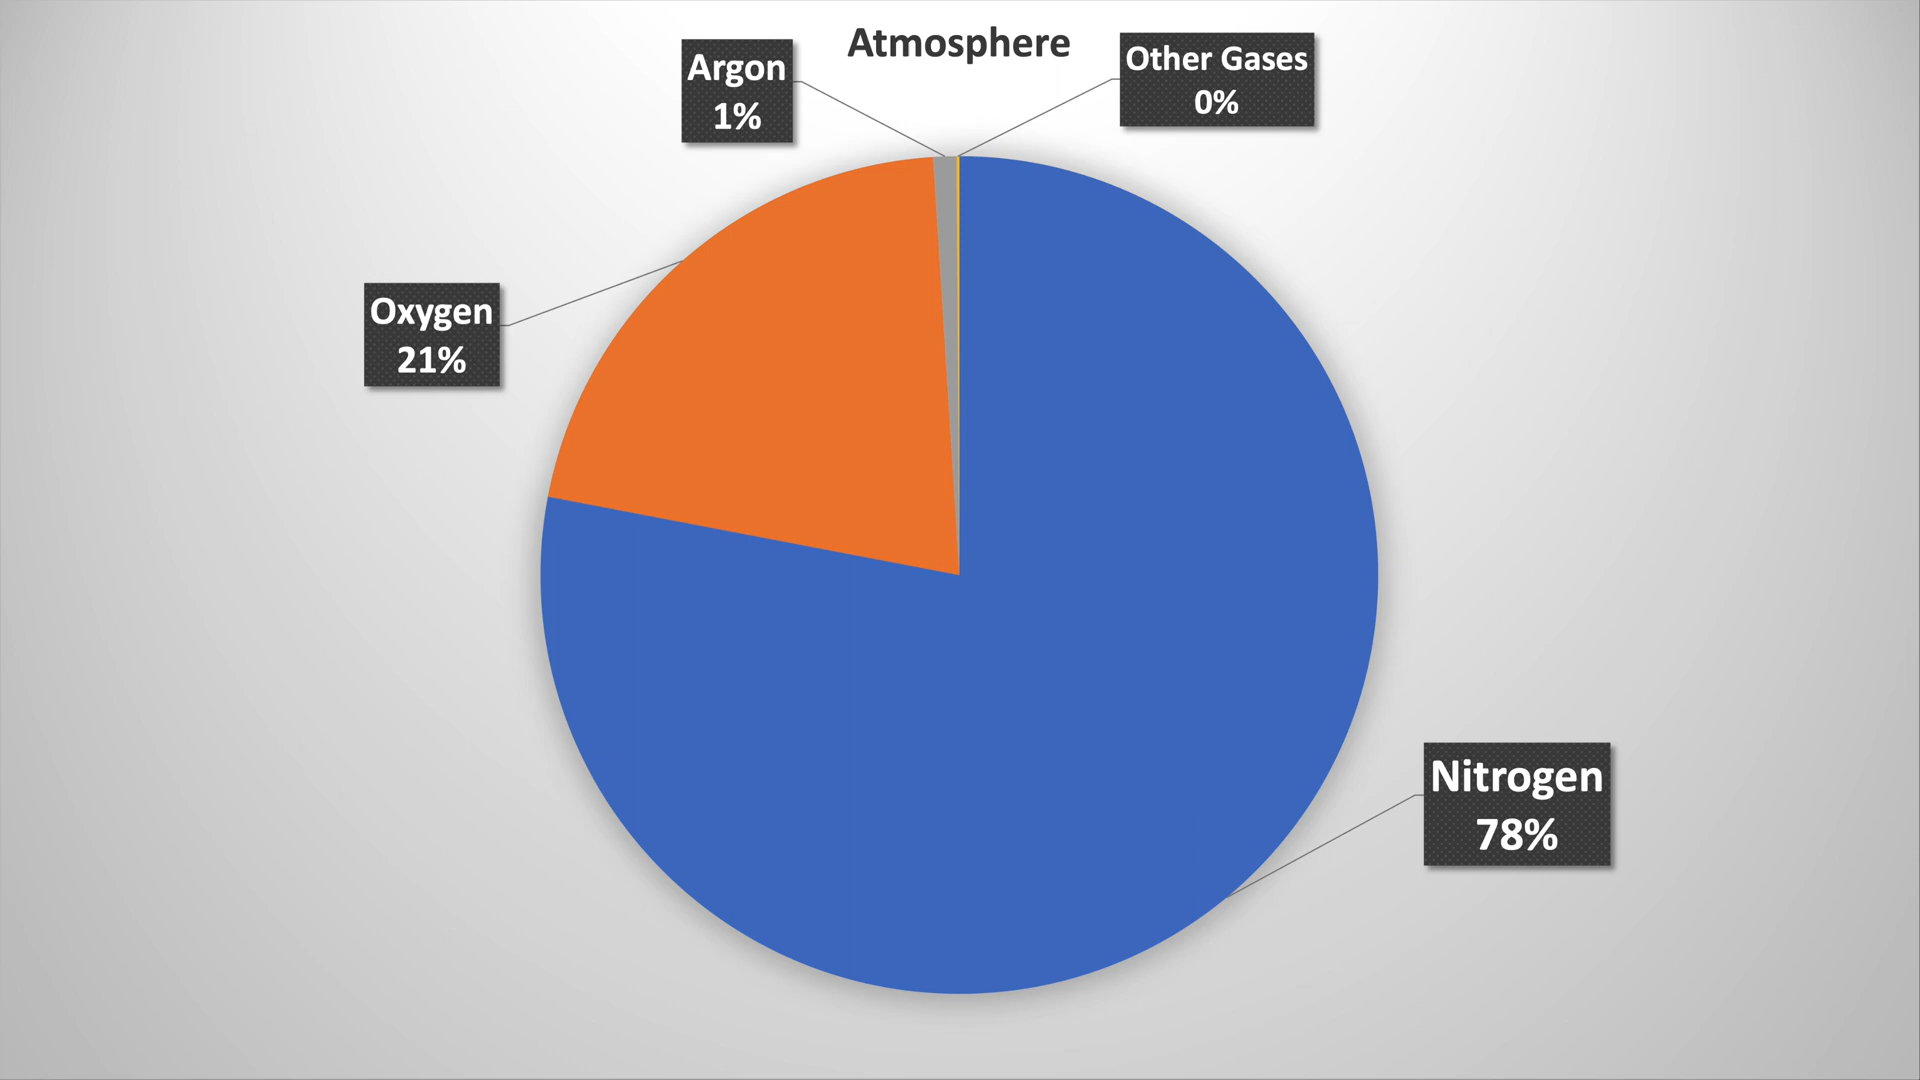 Atmosphere
Argon
1%
Other Gases
0%
Oxygen
21%
Nitrogen
78%